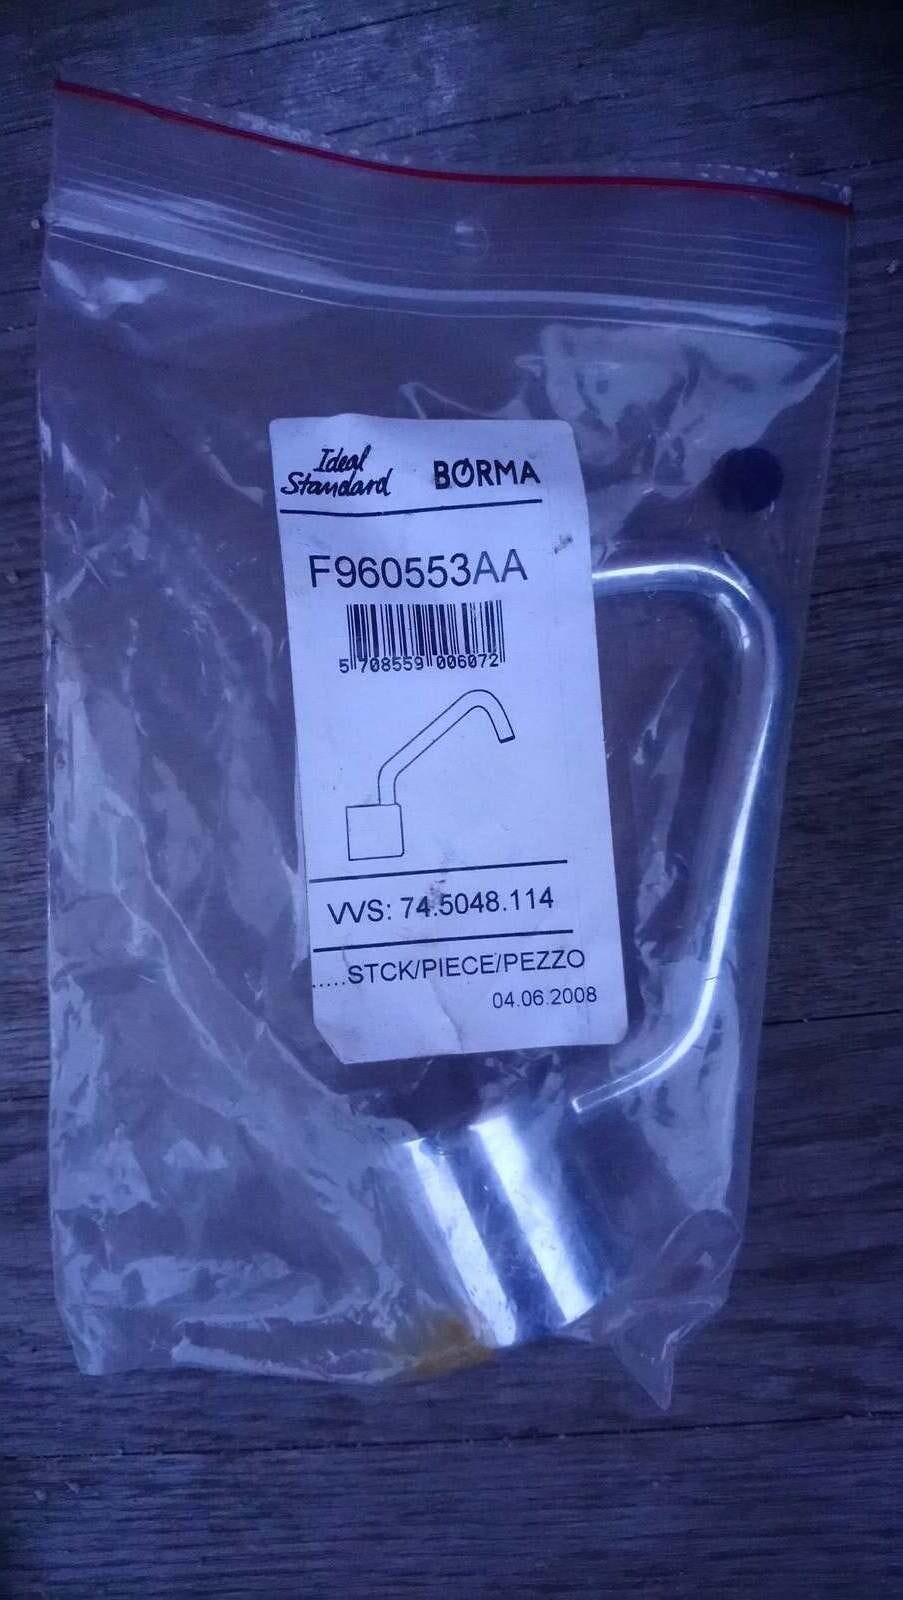 Ideal
Standard BØRMA
F960553AA
5 708559 006072
VVS: 74.5048.114
.....STCK/PIECE/PEZZO
04.06.2008